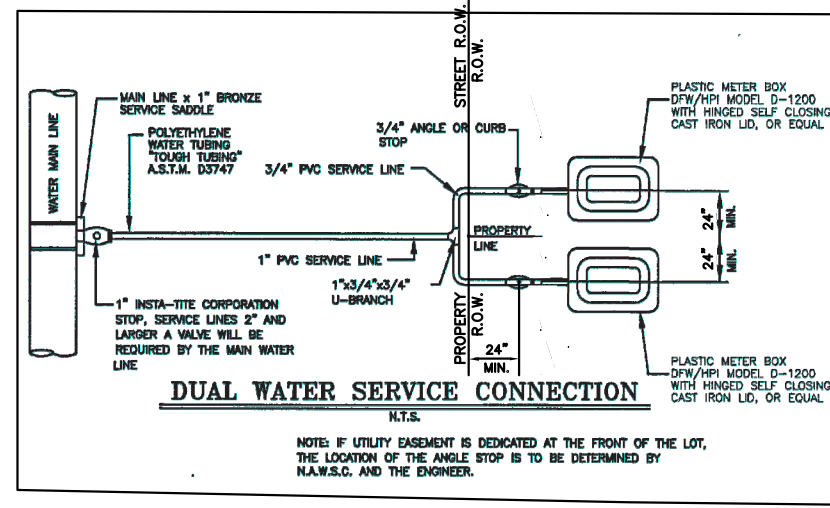 STREET R.O.W.
R.O.W.
MAIN LINE x 1" BRONZE
SERVICE SADDLE
POLYETHYLENE
WATER TUBING
"TOUGH TUBING"
A.S.T.M. D3747
3/4" ANGLE OR CURB
STOP
3/4" PVC SERVICE LINE
PLASTIC METER BOX
DFW/HPI MODEL D-1200
WITH HINGED SELF CLOSING
CAST IRON LID, OR EQUAL
WATER MAIN LINE
24"
MIN.
24"
MIN.
PROPERTY
LINE
1" PVC SERVICE LINE
1"x3/4"x3/4"
U-BRANCH
1" INSTA-TITE CORPORATION
STOP, SERVICE LINES 2" AND
LARGER A VALVE WILL BE
REQUIRED BY THE MAIN WATER
LINE
PROPERTY
R.O.W.
24"
MIN.
PLASTIC METER BOX
DFW/HPI MODEL D-1200
WITH HINGED SELF CLOSING
CAST IRON LID, OR EQUAL
DUAL WATER SERVICE CONNECTION
N.T.S.
NOTE: IF UTILITY EASEMENT IS DEDICATED AT THE FRONT OF THE LOT,
THE LOCATION OF THE ANGLE STOP IS TO BE DETERMINED BY
N.A.W.S.C. AND THE ENGINEER.